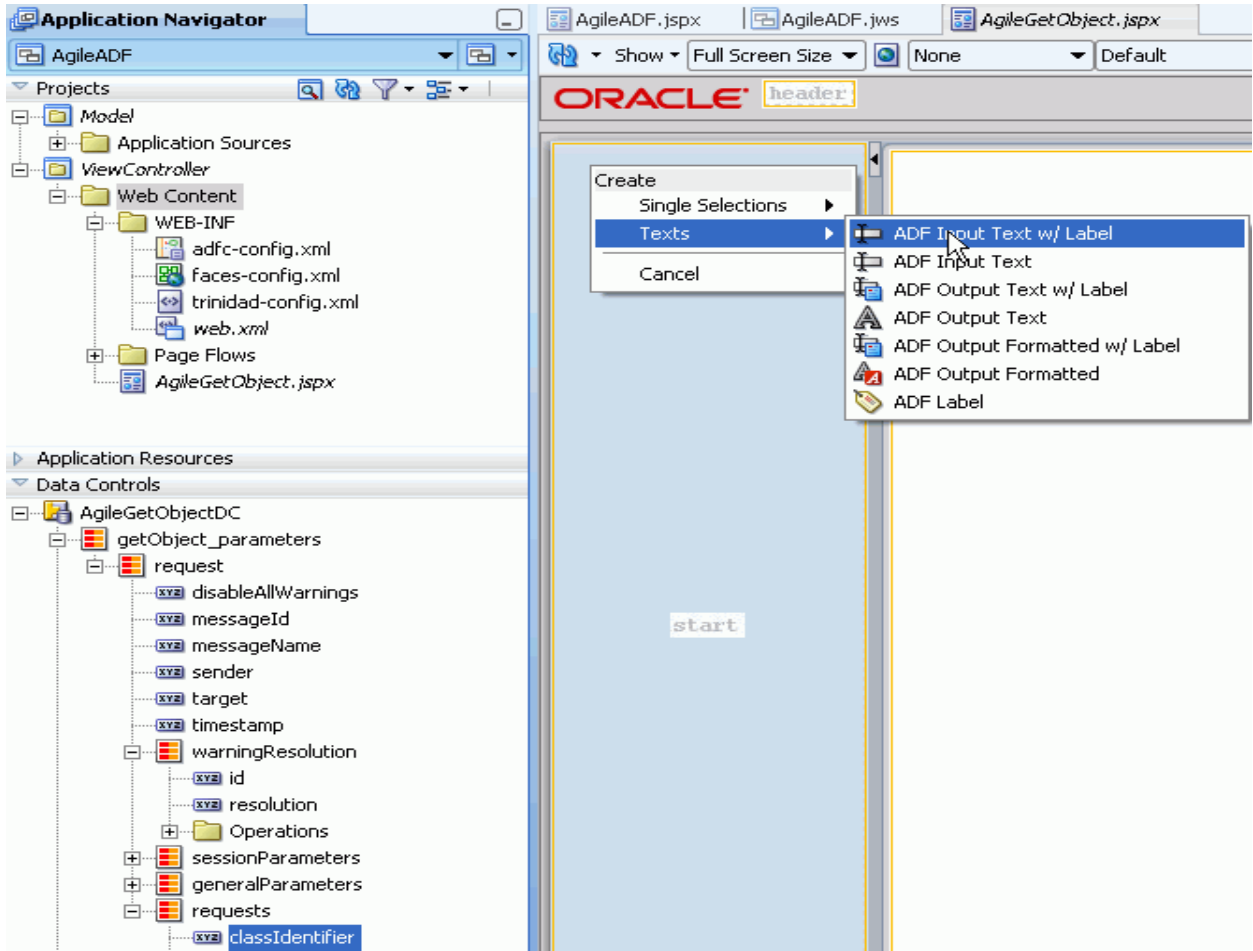 Application Navigator
AgileADF
Projects
Model
Application Sources
ViewController
Web Content
WEB-INF
adfc-config.xml
faces-config.xml
trinidad-config.xml
web.xml
Page Flows
AgileGetObject.jspx
Application Resources
Data Controls
AgileGetObjectDC
getObject_parameters
request
disableAllWarnings
messageId
messageName
sender
target
timestamp
warningResolution
id
resolution
Operations
sessionParameters
generalParameters
requests
classIdentifier
AgileADF.jspx
AgileADF.jws
AgileGetObject.jspx
Show
Full Screen Size
None
Default
ORACLE
header
Create
Single Selections
Texts
Cancel
ADF Input Text w/ Label
ADF Input Text
ADF Output Text w/ Label
ADF Output Text
ADF Output Formatted w/ Label
ADF Output Formatted
ADF Label
start